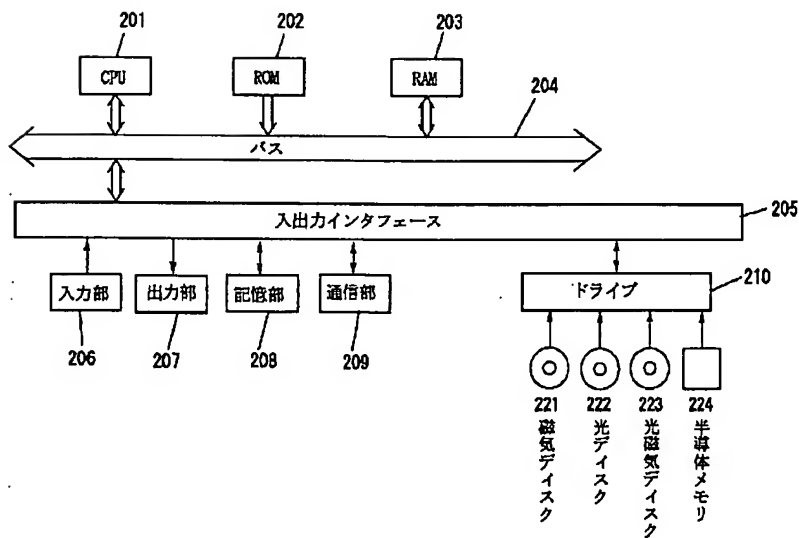 201
202
203
CPU
ROM
RAM
204
バス
入出力インタフェース
205
入力部
出力部
記憶部
通信部
ドライブ
210
206
207
208
209
221
222
223
224
磁気ディスク
光ディスク
光磁気ディスク
半導体メモリ